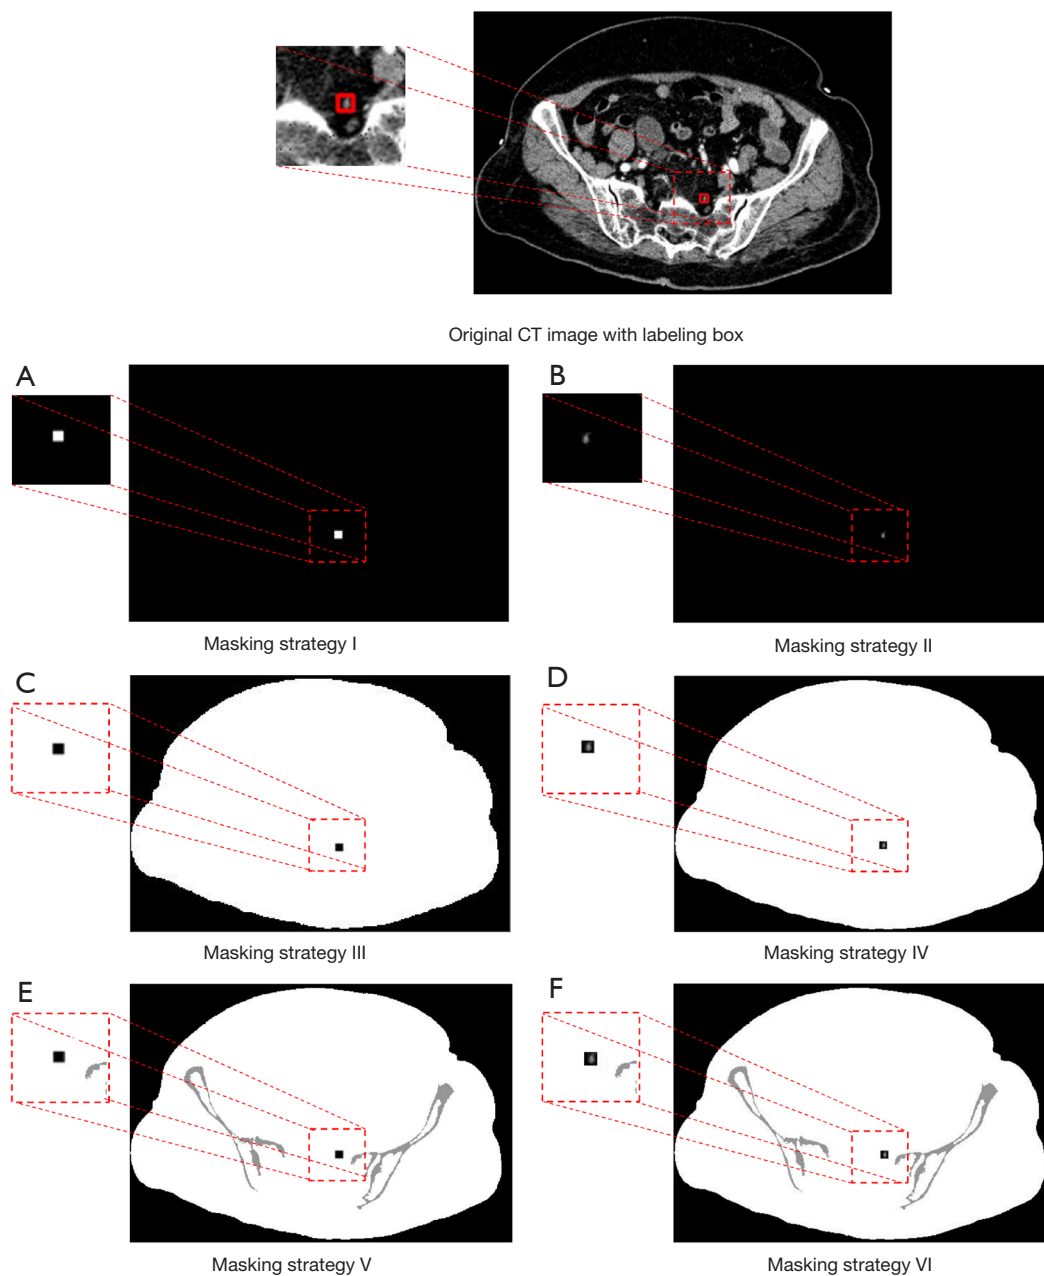 Original CT image with labeling box
A
B
Masking strategy I
Masking strategy II
C
D
Masking strategy III
Masking strategy IV
E
F
Masking strategy V
Masking strategy VI